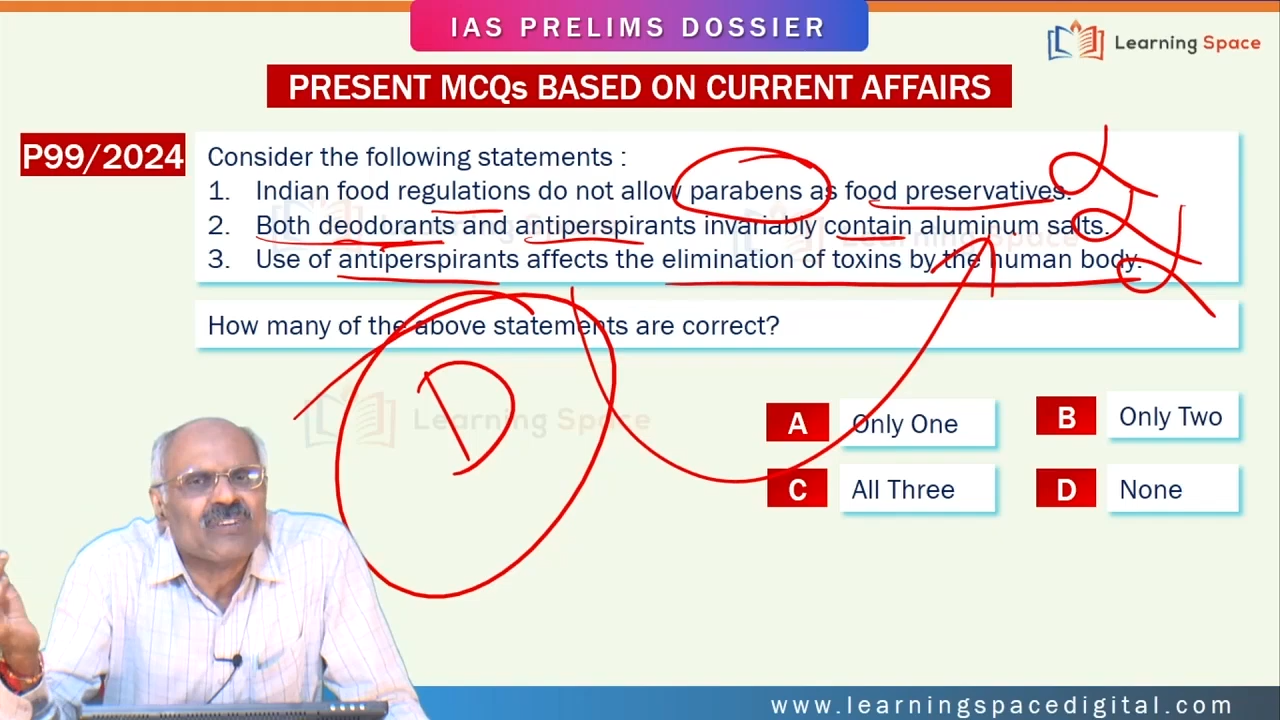 IAS PRELIMS DOSSIER
Learning Space
PRESENT MCQs BASED ON CURRENT AFFAIRS
P99/2024
Consider the following statements :
1. Indian food regulations do not allow parabens as food preservatives.
2. Both deodorants and antiperspirants invariably contain aluminum salts.
3. Use of antiperspirants affects the elimination of toxins by the human body.
How many of the above statements are correct?
Learning Space
D
A Only One
B Only Two
C All Three
D None
www.learningspacedigital.com